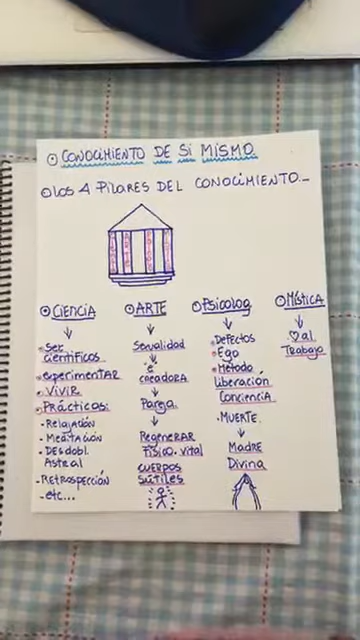 CONOCIMIENTO DE SI MISMO
LOS 4 PILARES DEL CONOCIMIENTO...
CIENCIA
Ser
científicos
experimentar
Vivir
Prácticos:
- Relajación
- Meditación
- Desdobl.
Astral
- Retrospección
- etc...
ARTE
Sexualidad
creadora
Regenerar
Físico. vital
cuerpos
sutiles
Psicolog
Defectos
Ego
Método
liberación
Conciencia
MUERTE.
Madre
Divina
Mística
♡ al
Trabajo